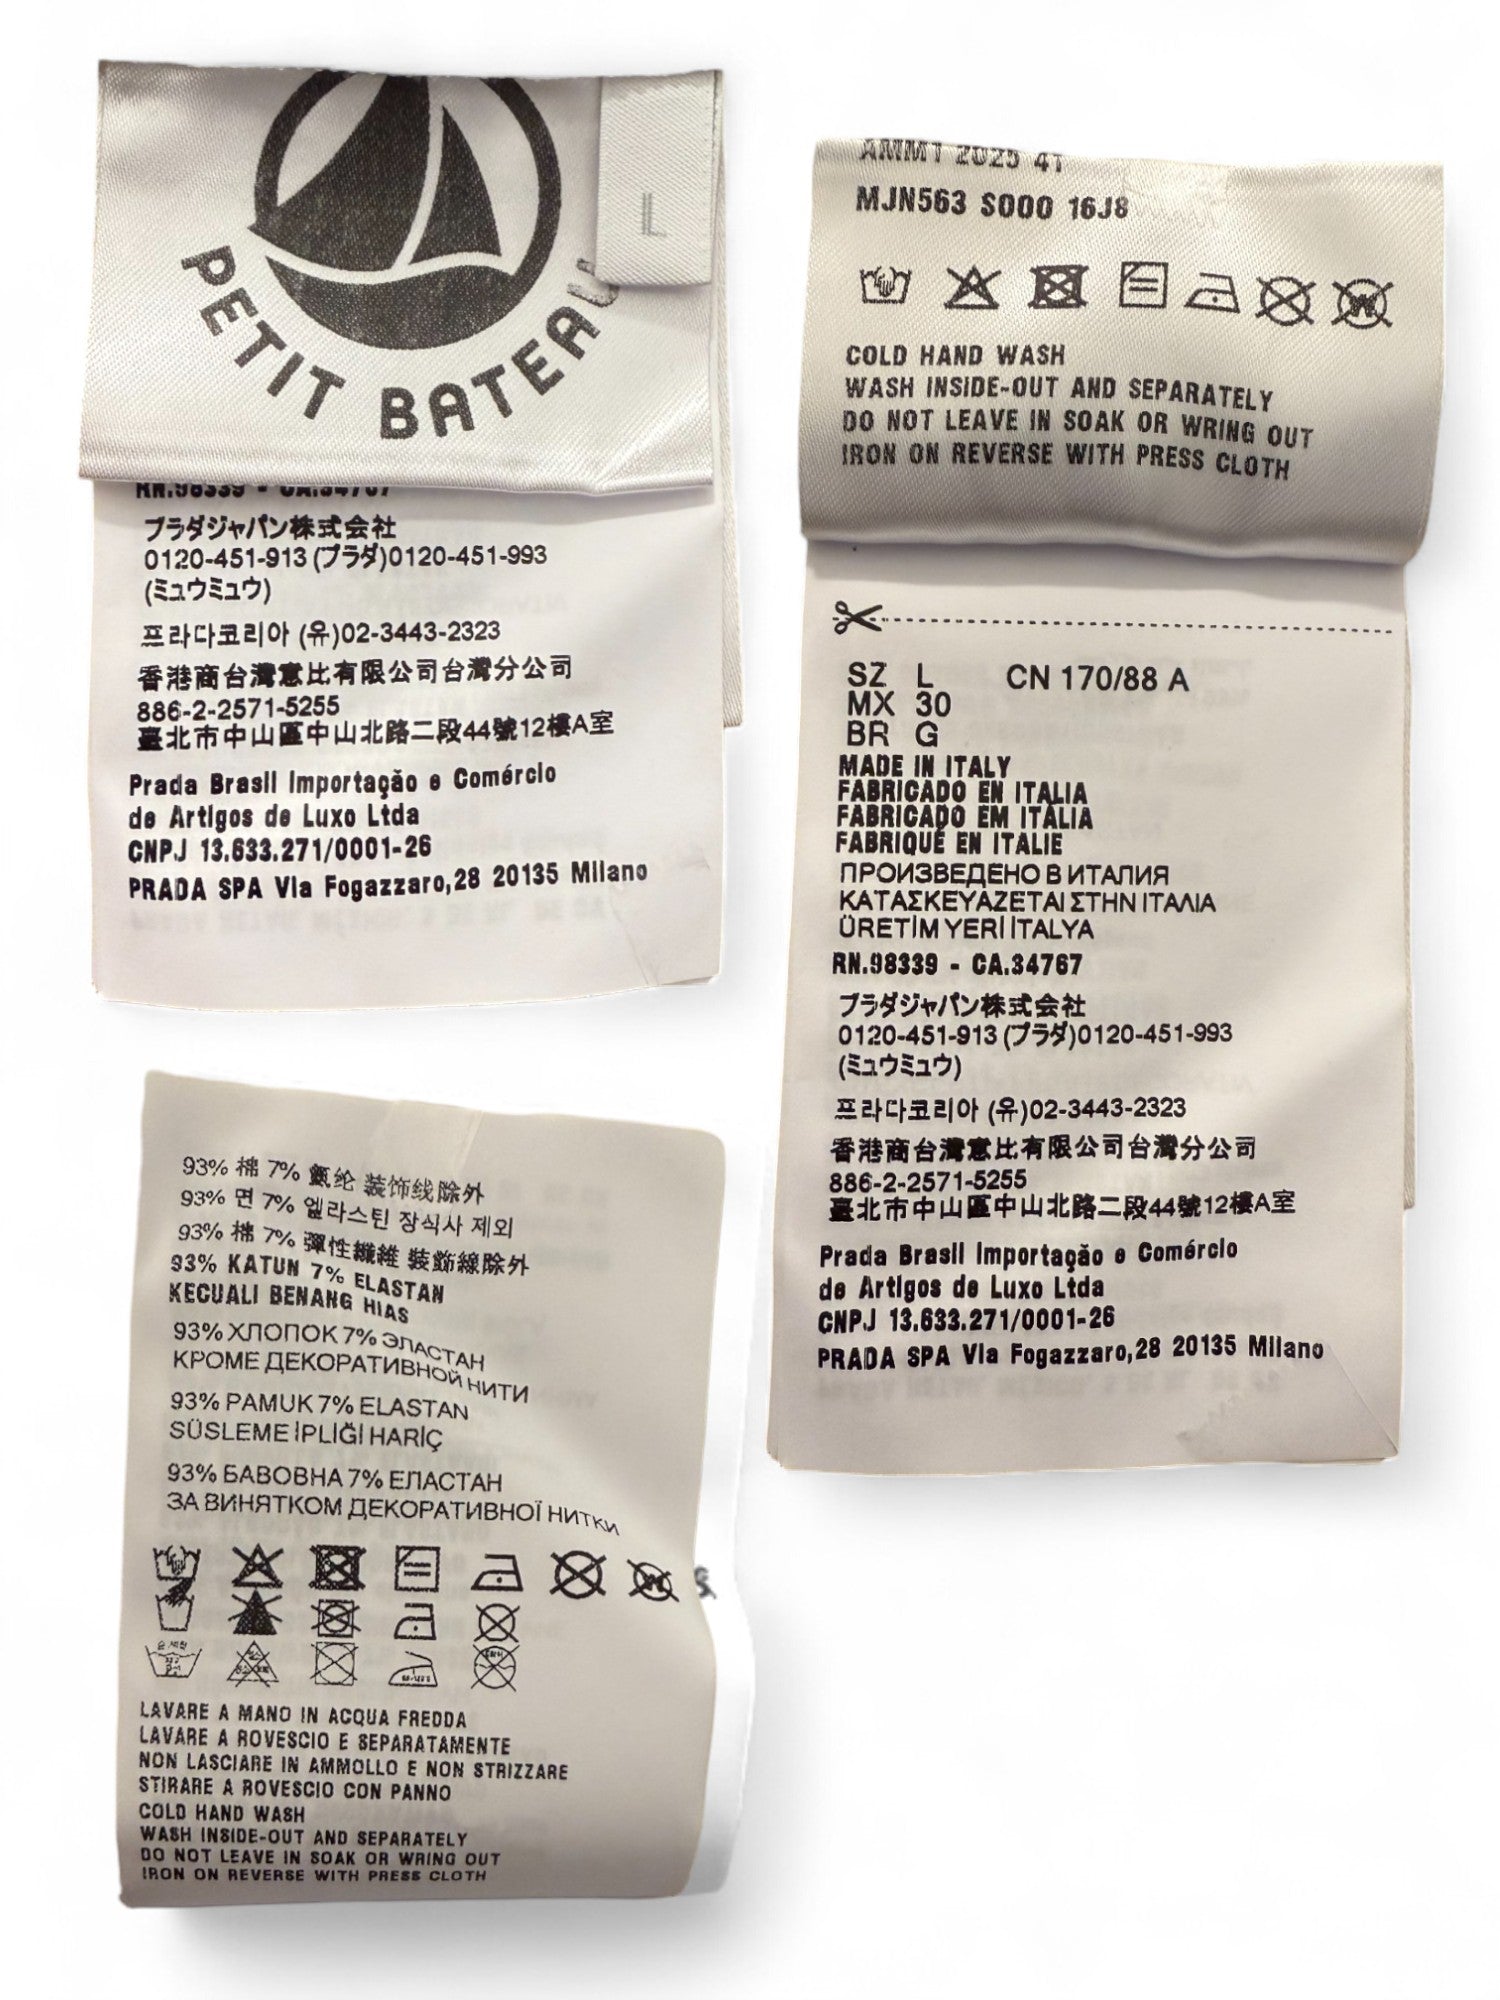 PETIT BATEAU
L
RN.98339 - CA.34767
プラダジャパン株式会社
0120-451-913 (プラダ)0120-451-993
(ミュウミュウ)
프라다코리아 (유)02-3443-2323
香港商台灣意比有限公司台灣分公司
886-2-2571-5255
臺北市中山區中山北路二段44號12樓A室
Prada Brasil Importação e Comércio
de Artigos de Luxo Ltda
CNPJ 13.633.271/0001-26
PRADA SPA Via Fogazzaro,28 20135 Milano
AMMT 2025 41
MJN563 S000 16J8
COLD HAND WASH
WASH INSIDE-OUT AND SEPARATELY
DO NOT LEAVE IN SOAK OR WRING OUT
IRON ON REVERSE WITH PRESS CLOTH
SZ L CN 170/88 A
MX 30
BR G
MADE IN ITALY
FABRICADO EN ITALIA
FABRICADO EM ITÁLIA
FABRIQUÉ EN ITALIE
ПРОИЗВЕДЕНО В ИТАЛИЯ
ΚΑΤΑΣΚΕΥΑΖΕΤΑΙ ΣΤΗΝ ΙΤΑΛΙΑ
ÜRETİM YERİ İTALYA
RN.98339 - CA.34767
プラダジャパン株式会社
0120-451-913 (プラダ)0120-451-993
(ミュウミュウ)
프라다코리아 (유)02-3443-2323
香港商台灣意比有限公司台灣分公司
886-2-2571-5255
臺北市中山區中山北路二段44號12樓A室
Prada Brasil Importação e Comércio
de Artigos de Luxo Ltda
CNPJ 13.633.271/0001-26
PRADA SPA Via Fogazzaro,28 20135 Milano
93% 棉 7% 氨纶 装饰线除外
93% 면 7% 엘라스틴 장식사 제외
93% 棉 7% 彈性纖維 裝飾線除外
93% KATUN 7% ELASTAN
KECUALI BENANG HIAS
93% ХЛОПОК 7% ЭЛАСТАН
КРОМЕ ДЕКОРАТИВНОЙ НИТИ
93% PAMUK 7% ELASTAN
SÜSLEME İPLİĞİ HARİÇ
93% БАВОВНА 7% ЕЛАСТАН
ЗА ВИНЯТКОМ ДЕКОРАТИВНОЇ НИТКИ
LAVARE A MANO IN ACQUA FREDDA
LAVARE A ROVESCIO E SEPARATAMENTE
NON LASCIARE IN AMMOLLO E NON STRIZZARE
STIRARE A ROVESCIO CON PANNO
COLD HAND WASH
WASH INSIDE-OUT AND SEPARATELY
DO NOT LEAVE IN SOAK OR WRING OUT
IRON ON REVERSE WITH PRESS CLOTH